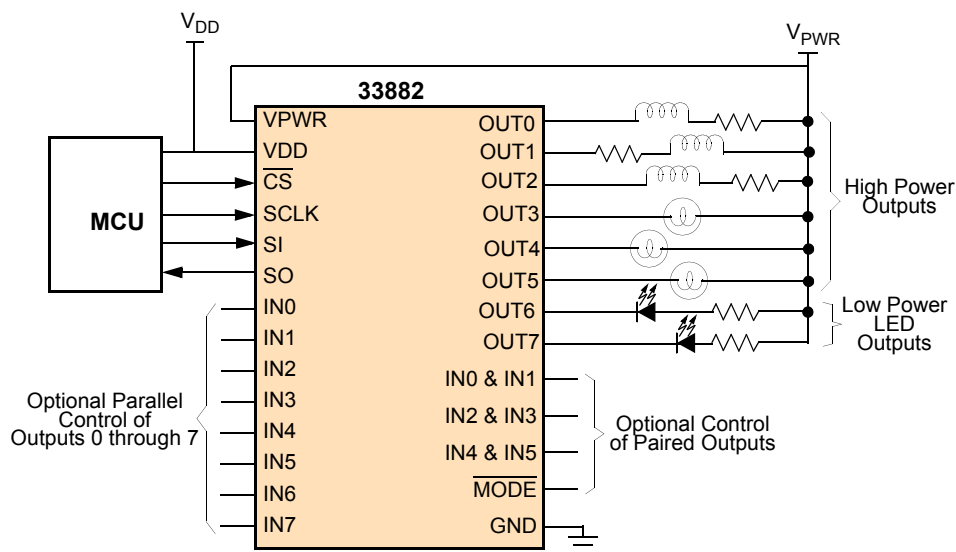 VDD
VPWR
33882
MCU
VPWR
VDD
CS
SCLK
SI
SO
IN0
IN1
IN2
IN3
IN4
IN5
IN6
IN7
Optional Parallel
Control of
Outputs 0 through 7
OUT0
OUT1
OUT2
OUT3
OUT4
OUT5
OUT6
OUT7
IN0 & IN1
IN2 & IN3
IN4 & IN5
MODE
GND
High Power
Outputs
Low Power
LED
Outputs
Optional Control
of Paired Outputs